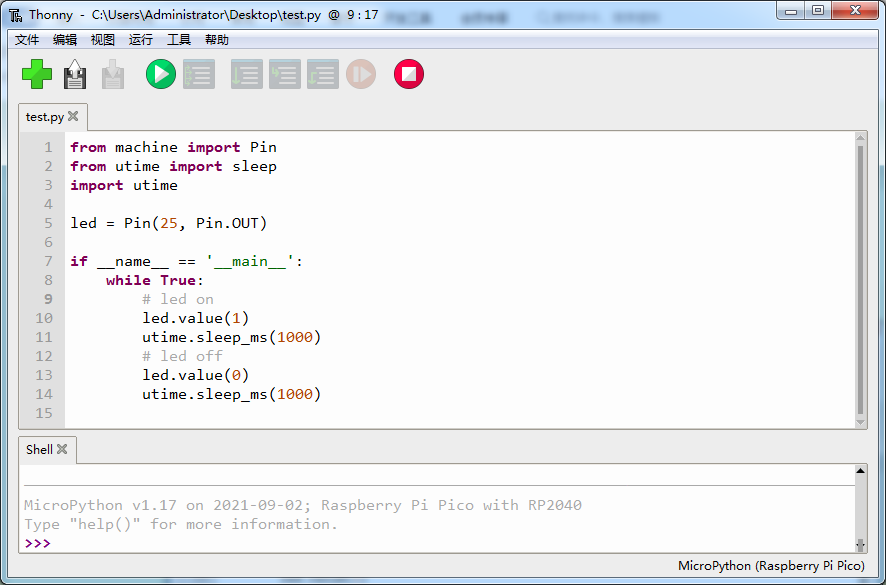 Thonny - C:\Users\Administrator\Desktop\test.py @ 9:17
文件 编辑 视图 运行 工具 帮助
test.py
1 from machine import Pin
2 from utime import sleep
3 import utime
4
5 led = Pin(25, Pin.OUT)
6
7 if __name__ == '__main__':
8     while True:
9         # led on
10         led.value(1)
11         utime.sleep_ms(1000)
12         # led off
13         led.value(0)
14         utime.sleep_ms(1000)
15
Shell
MicroPython v1.17 on 2021-09-02; Raspberry Pi Pico with RP2040
Type "help()" for more information.
>>>
MicroPython (Raspberry Pi Pico)